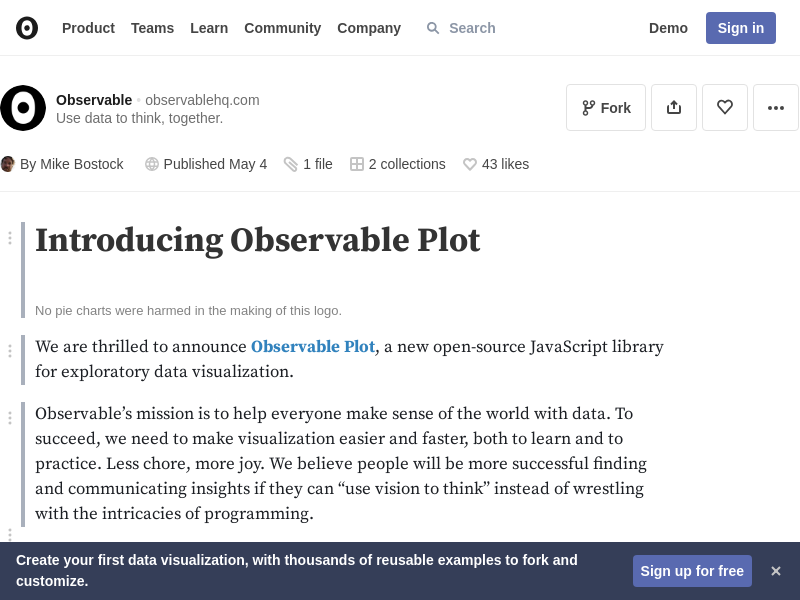 Product Teams Learn Community Company Search Demo Sign in
Observable · observablehq.com
Use data to think, together.
Fork
By Mike Bostock Published May 4 1 file 2 collections 43 likes
Introducing Observable Plot
No pie charts were harmed in the making of this logo.
We are thrilled to announce Observable Plot, a new open-source JavaScript library
for exploratory data visualization.
Observable’s mission is to help everyone make sense of the world with data. To
succeed, we need to make visualization easier and faster, both to learn and to
practice. Less chore, more joy. We believe people will be more successful finding
and communicating insights if they can “use vision to think” instead of wrestling
with the intricacies of programming.
Create your first data visualization, with thousands of reusable examples to fork and
customize.
Sign up for free